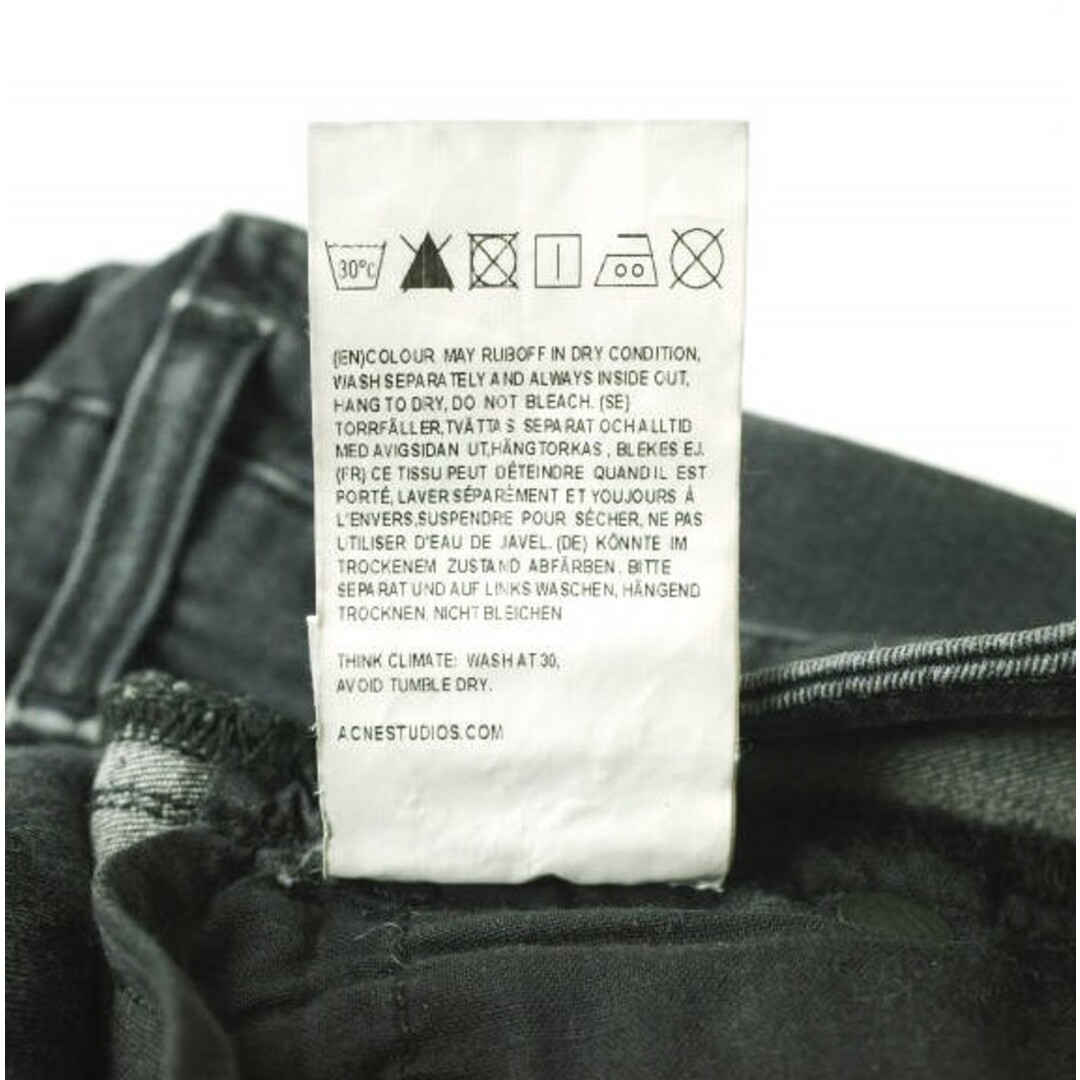 30°C
(EN)COLOUR MAY RUBOFF IN DRY CONDITION,
WASH SEPARATELY AND ALWAYS INSIDE OUT,
HANG TO DRY, DO NOT BLEACH. (SE)
TORRFÄLLER,TVÄTTAS SEPARAT OCH ALLTID
MED AVIGSIDAN UT,HÄNGTORKAS , BLEKES EJ.
(FR) CE TISSU PEUT DÉTEINDRE QUAND IL EST
PORTÉ, LAVER SÉPARÉMENT ET YOUJOURS À
L'ENVERS,SUSPENDRE POUR SÉCHER, NE PAS
UTILISER D'EAU DE JAVEL. (DE) KÖNNTE IM
TROCKENEM ZUSTAND ABFÄRBEN. BITTE
SEPARAT UND AUF LINKS WASCHEN, HÄNGEND
TROCKNEN, NICHT BLEICHEN
THINK CLIMATE: WASH AT 30,
AVOID TUMBLE DRY.
ACNESTUDIOS.COM